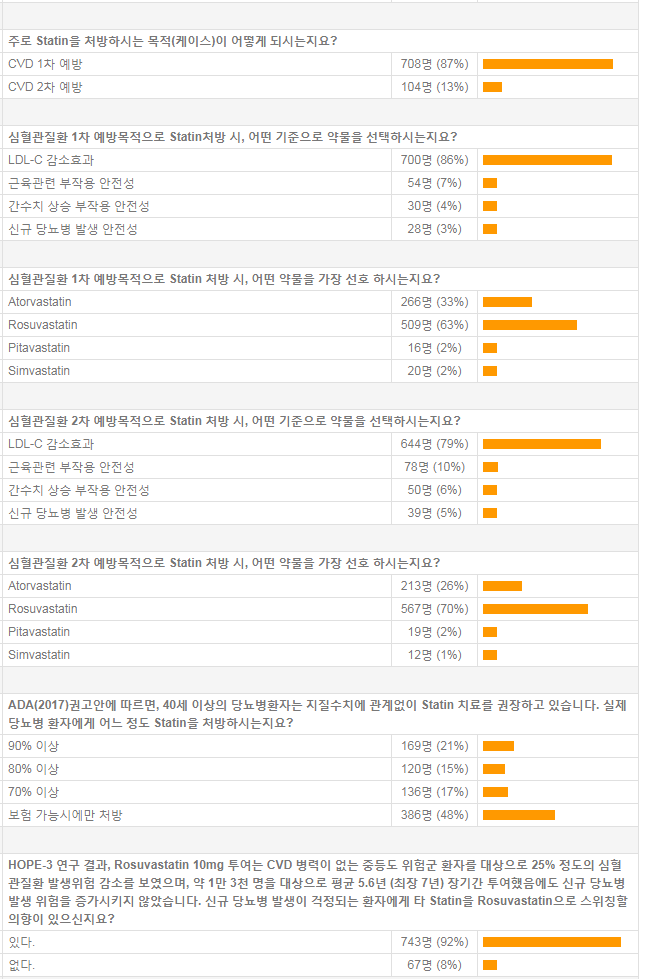 주로 Statin을 처방하시는 목적(케이스)이 어떻게 되시는지요?
CVD 1차 예방 708명 (87%)
CVD 2차 예방 104명 (13%)
심혈관질환 1차 예방목적으로 Statin처방 시, 어떤 기준으로 약물을 선택하시는지요?
LDL-C 감소효과 700명 (86%)
근육관련 부작용 안전성 54명 (7%)
간수치 상승 부작용 안전성 30명 (4%)
신규 당뇨병 발생 안전성 28명 (3%)
심혈관질환 1차 예방목적으로 Statin 처방 시, 어떤 약물을 가장 선호 하시는지요?
Atorvastatin 266명 (33%)
Rosuvastatin 509명 (63%)
Pitavastatin 16명 (2%)
Simvastatin 20명 (2%)
심혈관질환 2차 예방목적으로 Statin 처방 시, 어떤 기준으로 약물을 선택하시는지요?
LDL-C 감소효과 644명 (79%)
근육관련 부작용 안전성 78명 (10%)
간수치 상승 부작용 안전성 50명 (6%)
신규 당뇨병 발생 안전성 39명 (5%)
심혈관질환 2차 예방목적으로 Statin 처방 시, 어떤 약물을 가장 선호 하시는지요?
Atorvastatin 213명 (26%)
Rosuvastatin 567명 (70%)
Pitavastatin 19명 (2%)
Simvastatin 12명 (1%)
ADA(2017)권고안에 따르면, 40세 이상의 당뇨병환자는 지질수치에 관계없이 Statin 치료를 권장하고 있습니다. 실제
당뇨병 환자에게 어느 정도 Statin을 처방하시는지요?
90% 이상 169명 (21%)
80% 이상 120명 (15%)
70% 이상 136명 (17%)
보험 가능시에만 처방 386명 (48%)
HOPE-3 연구 결과, Rosuvastatin 10mg 투여는 CVD 병력이 없는 중등도 위험군 환자를 대상으로 25% 정도의 심혈
관질환 발생위험 감소를 보였으며, 약 1만 3천 명을 대상으로 평균 5.6년 (최장 7년) 장기간 투여했음에도 신규 당뇨병
발생 위험을 증가시키지 않았습니다. 신규 당뇨병 발생이 걱정되는 환자에게 타 Statin을 Rosuvastatin으로 스위칭할
의향이 있으신지요?
있다. 743명 (92%)
없다. 67명 (8%)